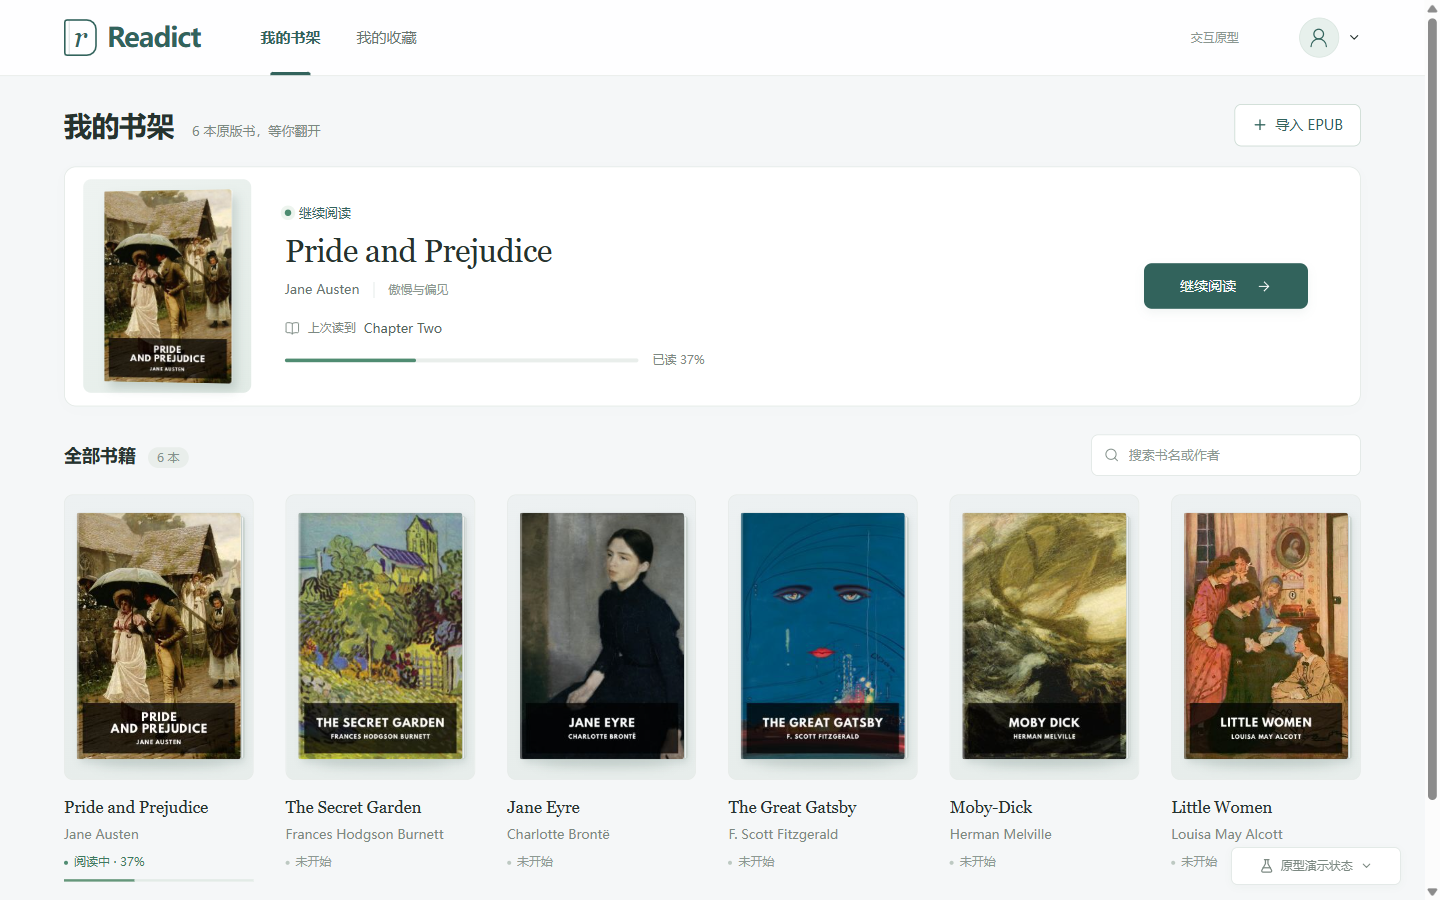 r Readict
我的书架
我的收藏
交互原型
我的书架
6 本原版书，等你翻开
导入 EPUB
PRIDE
AND PREJUDICE
JANE AUSTEN
继续阅读
Pride and Prejudice
Jane Austen
傲慢与偏见
上次读到 Chapter Two
已读 37%
继续阅读
全部书籍
6 本
搜索书名或作者
PRIDE
AND PREJUDICE
JANE AUSTEN
THE SECRET GARDEN
FRANCES HODGSON BURNETT
JANE EYRE
CHARLOTTE BRONTË
THE GREAT GATSBY
F. SCOTT FITZGERALD
MOBY DICK
HERMAN MELVILLE
LITTLE WOMEN
LOUISA MAY ALCOTT
Pride and Prejudice
Jane Austen
阅读中 · 37%
The Secret Garden
Frances Hodgson Burnett
未开始
Jane Eyre
Charlotte Brontë
未开始
The Great Gatsby
F. Scott Fitzgerald
未开始
Moby-Dick
Herman Melville
未开始
Little Women
Louisa May Alcott
未开始
原型演示状态